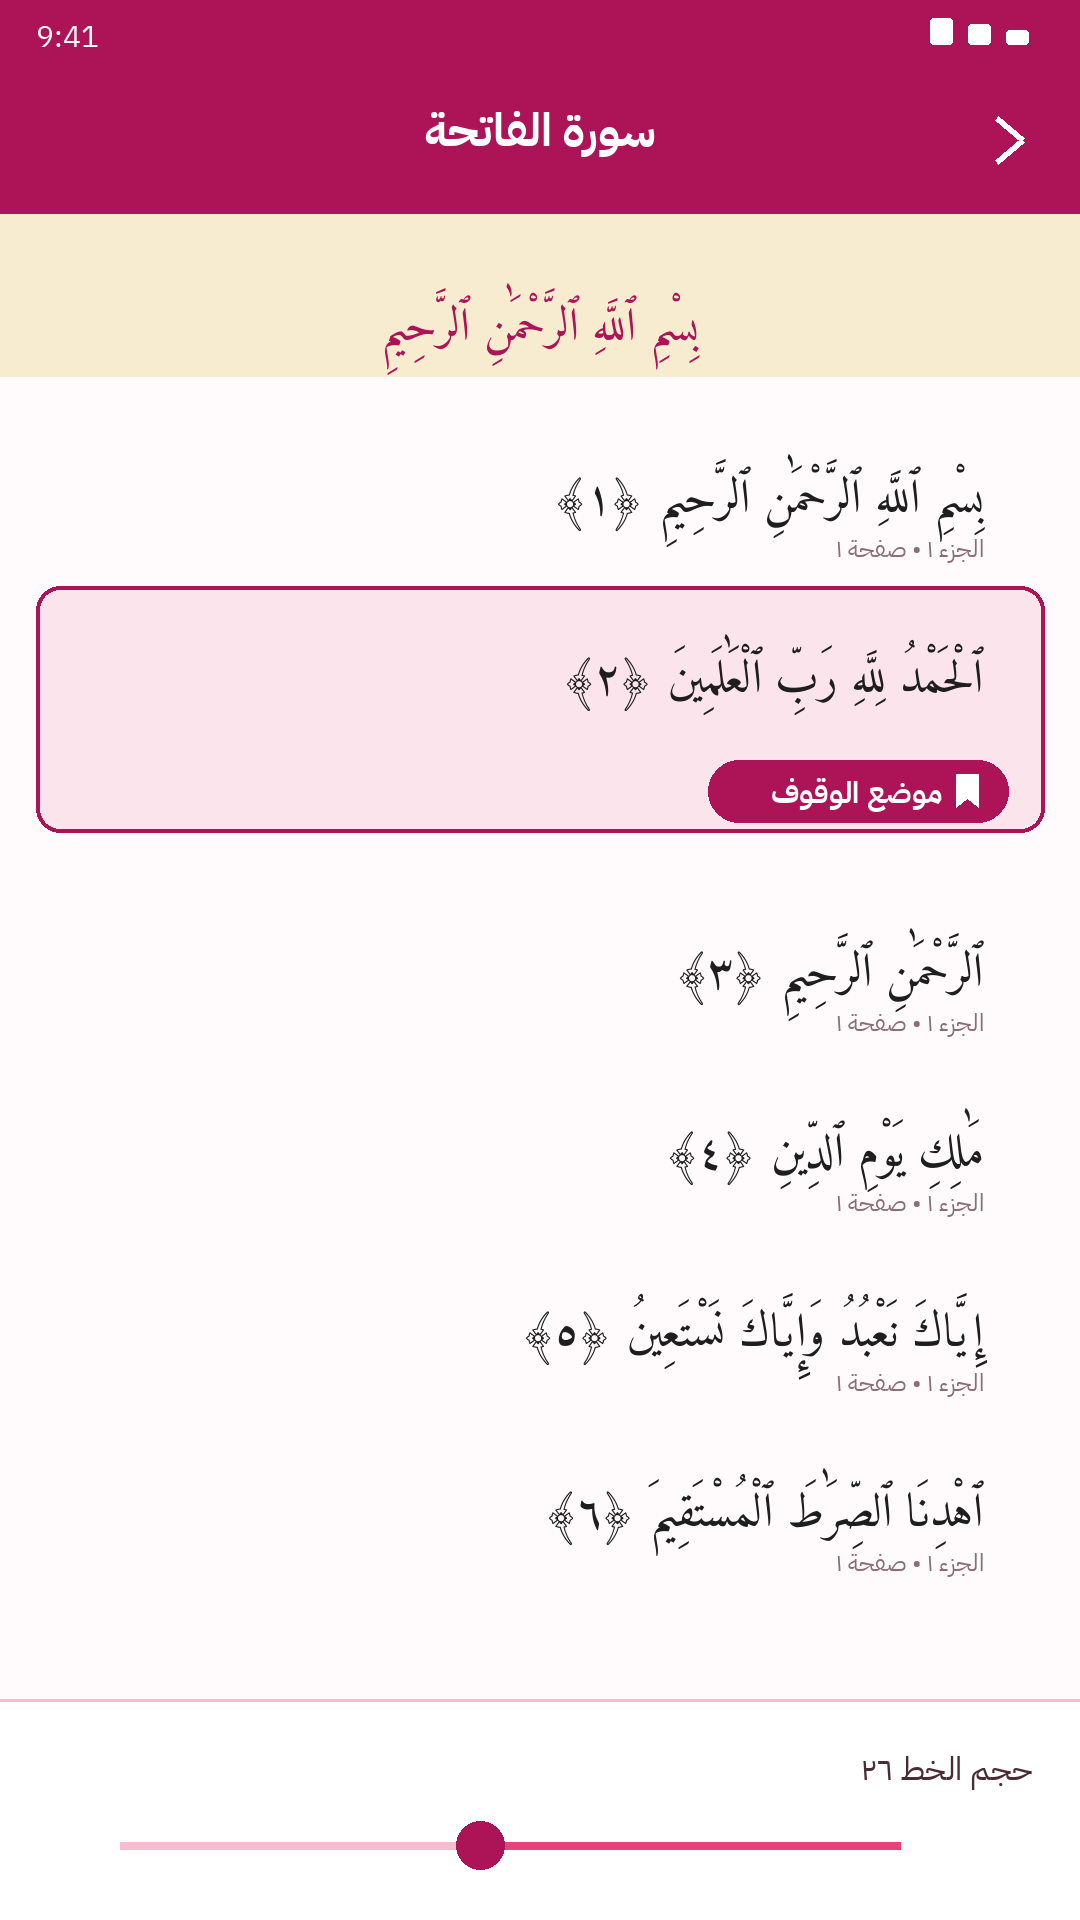 9:41
سورة الفاتحة
بِسْمِ ٱللَّهِ ٱلرَّحْمَٰنِ ٱلرَّحِيمِ
بِسْمِ ٱللَّهِ ٱلرَّحْمَٰنِ ٱلرَّحِيمِ ﴿١﴾
الجزء ١ • صفحة ١
ٱلْحَمْدُ لِلَّهِ رَبِّ ٱلْعَٰلَمِينَ ﴿٢﴾
موضع الوقوف
ٱلرَّحْمَٰنِ ٱلرَّحِيمِ ﴿٣﴾
الجزء ١ • صفحة ١
مَٰلِكِ يَوْمِ ٱلدِّينِ ﴿٤﴾
الجزء ١ • صفحة ١
إِيَّاكَ نَعْبُدُ وَإِيَّاكَ نَسْتَعِينُ ﴿٥﴾
الجزء ١ • صفحة ١
ٱهْدِنَا ٱلصِّرَٰطَ ٱلْمُسْتَقِيمَ ﴿٦﴾
الجزء ١ • صفحة ١
حجم الخط ٢٦